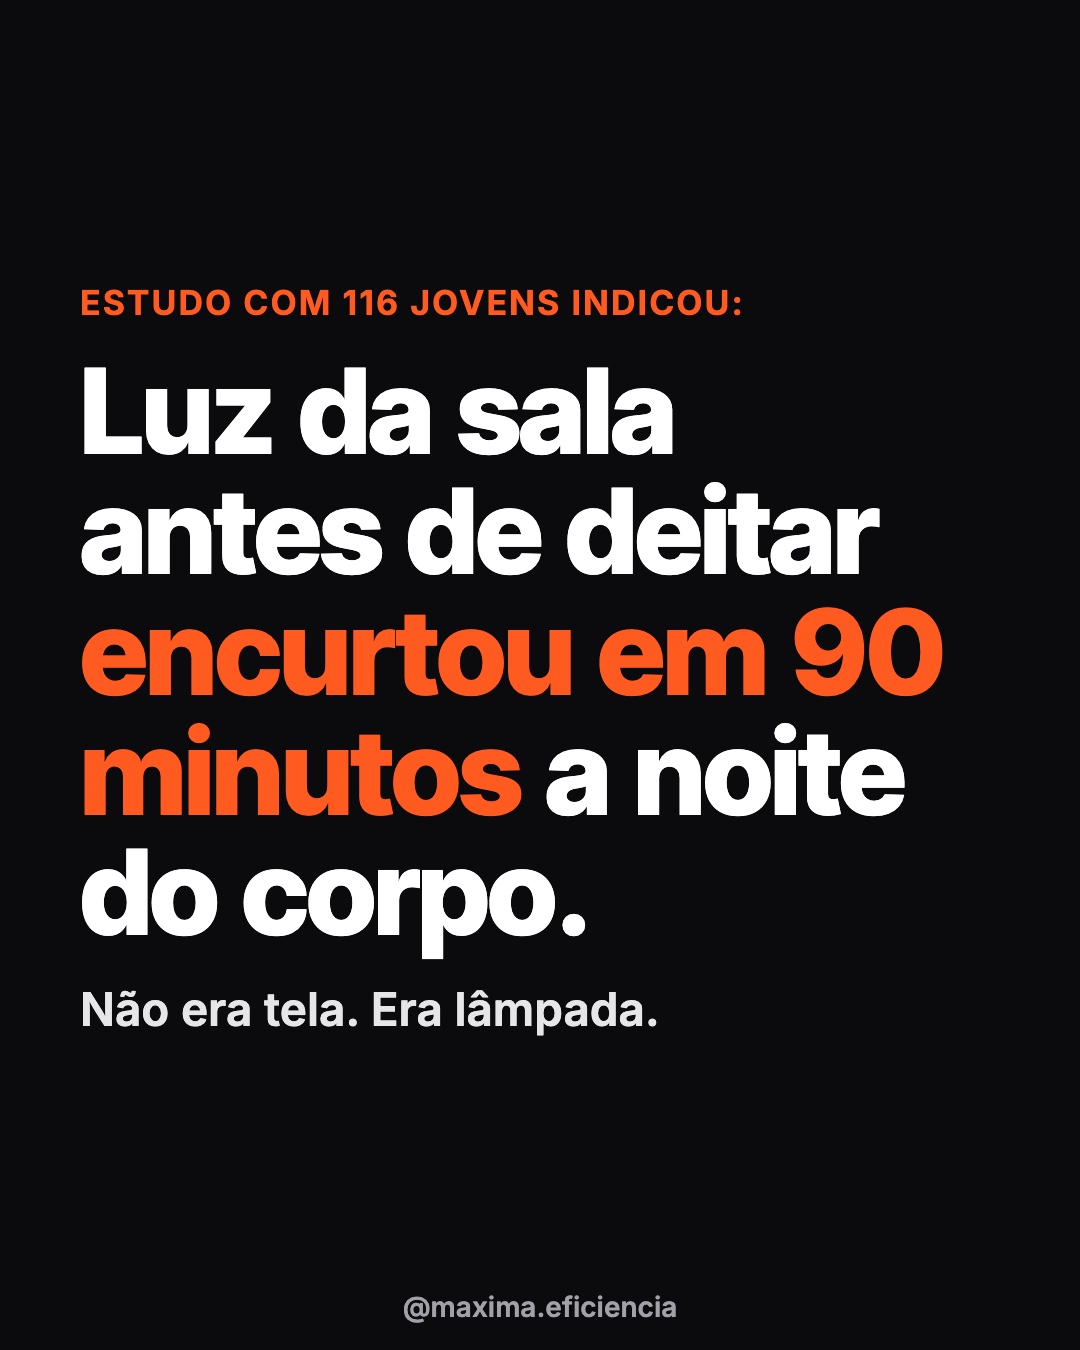 ESTUDO COM 116 JOVENS INDICOU:
Luz da sala
antes de deitar
encurtou em 90
minutos a noite
do corpo.
Não era tela. Era lâmpada.
@maxima.eficiencia